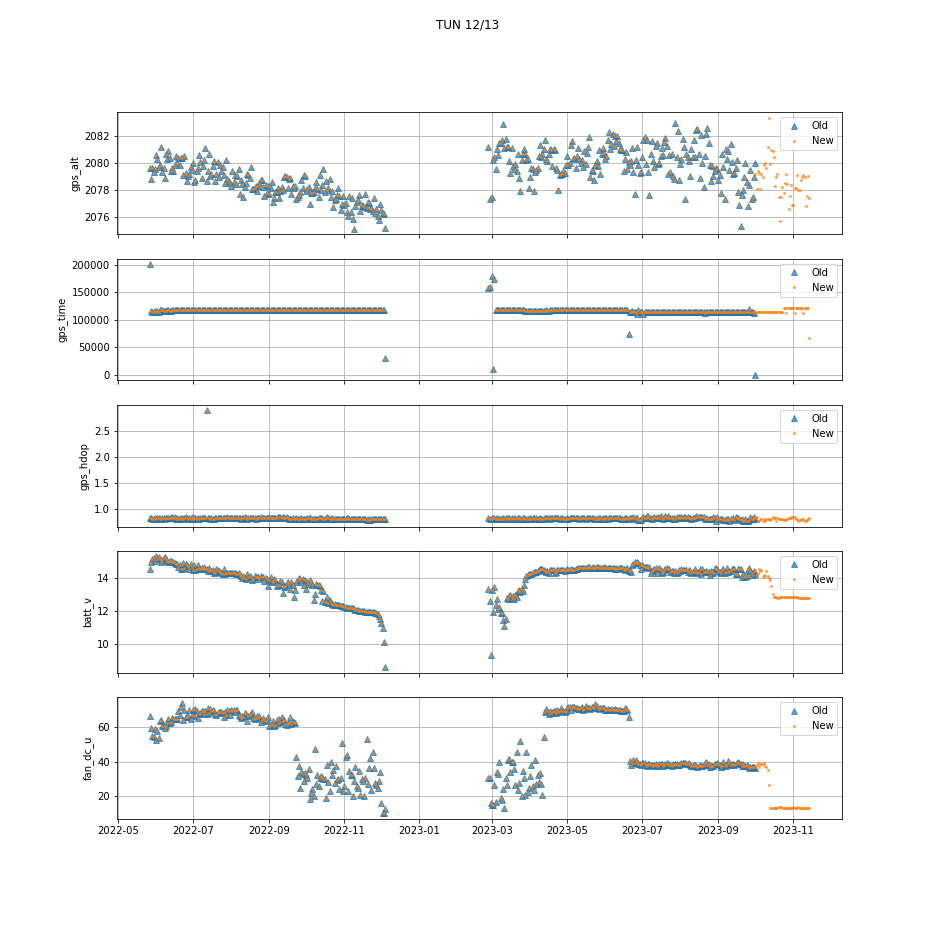 TUN 12/13
2082
2080
2078
2076
gps_alt
Old
New
200000
150000
100000
50000
0
gps_time
Old
New
2.5
2.0
1.5
1.0
gps_hdop
Old
New
14
12
10
batt_v
Old
New
60
40
20
fan_dc_u
Old
New
2022-05 2022-07 2022-09 2022-11 2023-01 2023-03 2023-05 2023-07 2023-09 2023-11